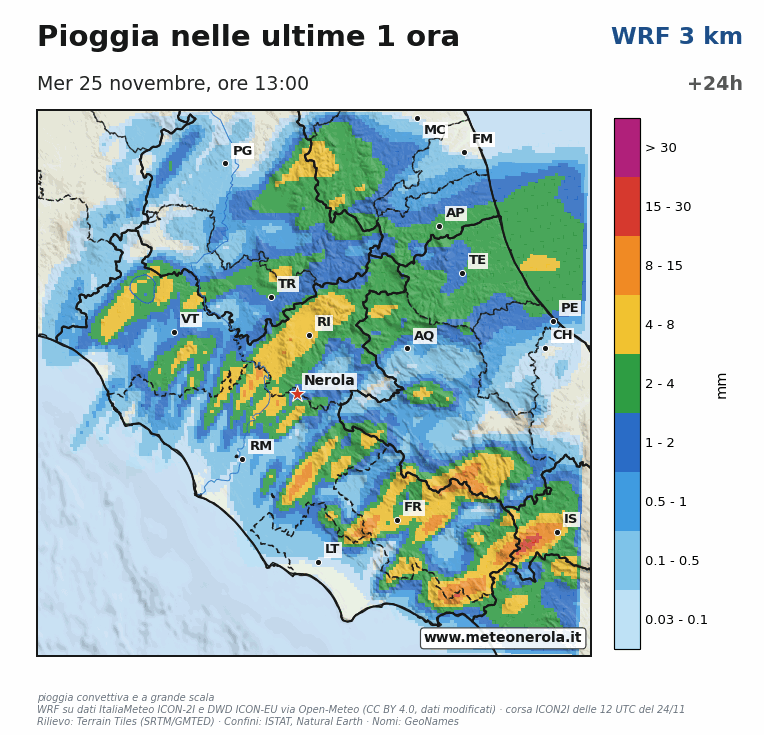 Pioggia nelle ultime 1 ora
WRF 3 km
Mer 25 novembre, ore 13:00
+24h
MC
FM
PG
AP
TE
TR
PE
VT
RI
AQ
CH
Nerola
RM
FR
IS
LT
www.meteonerola.it
> 30
15 - 30
8 - 15
4 - 8
2 - 4
1 - 2
0.5 - 1
0.1 - 0.5
0.03 - 0.1
mm
pioggia convettiva e a grande scala
WRF su dati ItaliaMeteo ICON-2I e DWD ICON-EU via Open-Meteo (CC BY 4.0, dati modificati) · corsa ICON2I delle 12 UTC del 24/11
Rilievo: Terrain Tiles (SRTM/GMTED) · Confini: ISTAT, Natural Earth · Nomi: GeoNames